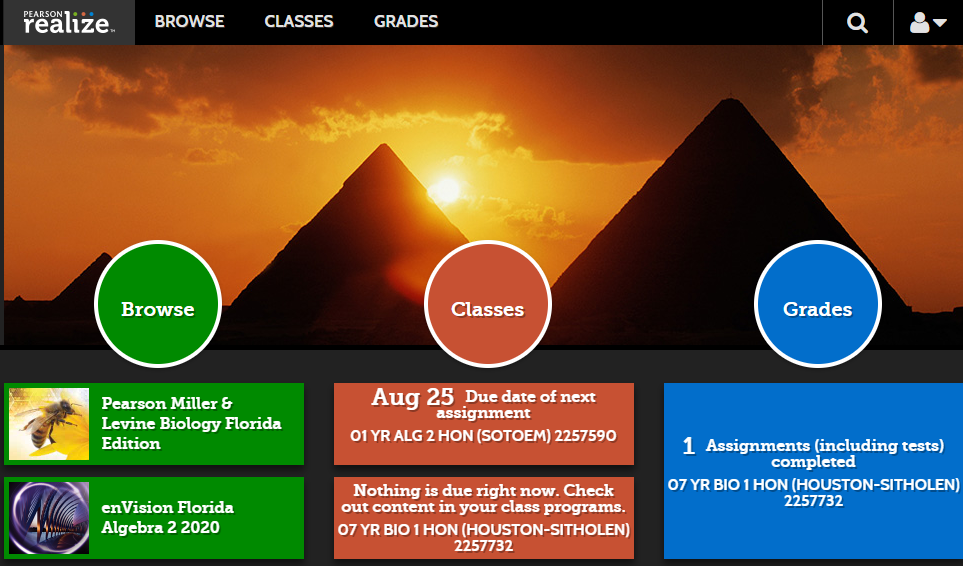 PEARSON
realize™
BROWSE
CLASSES
GRADES
Browse
Classes
Grades
Pearson Miller &
Levine Biology Florida
Edition
enVision Florida
Algebra 2 2020
Aug 25 Due date of next
assignment
01 YR ALG 2 HON (SOTOEM) 2257590
Nothing is due right now. Check
out content in your class programs.
07 YR BIO 1 HON (HOUSTON-SITHOLEN)
2257732
1 Assignments (including tests)
completed
07 YR BIO 1 HON (HOUSTON-SITHOLEN)
2257732